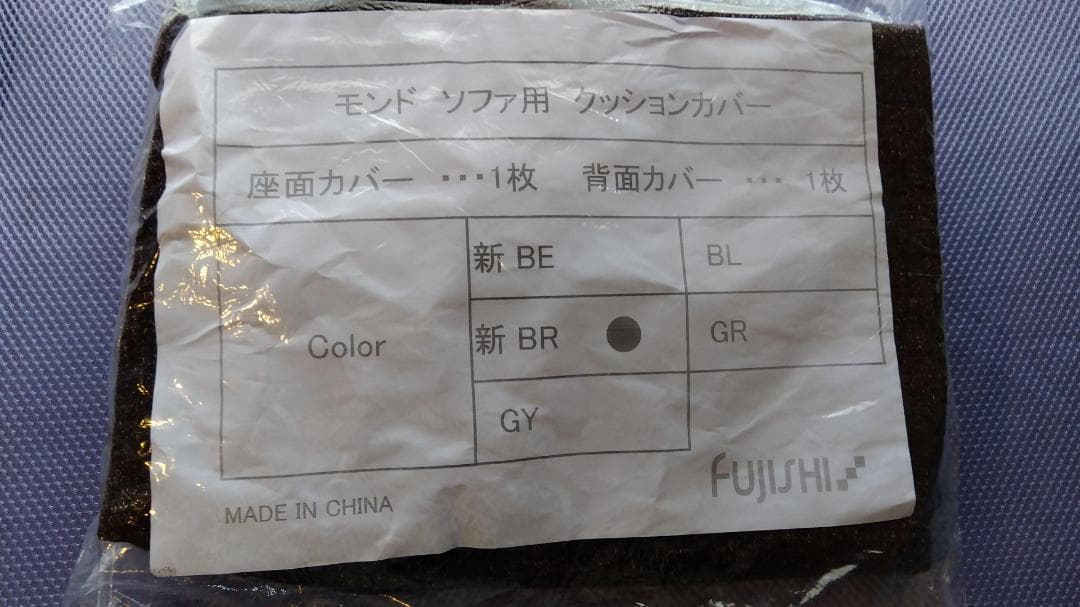 モンド ソファ用 クッションカバー
座面カバー ・・・1枚 背面カバー ・・・ 1枚
Color
新 BE
BL
新 BR ●
GR
GY
FUJISHI
MADE IN CHINA